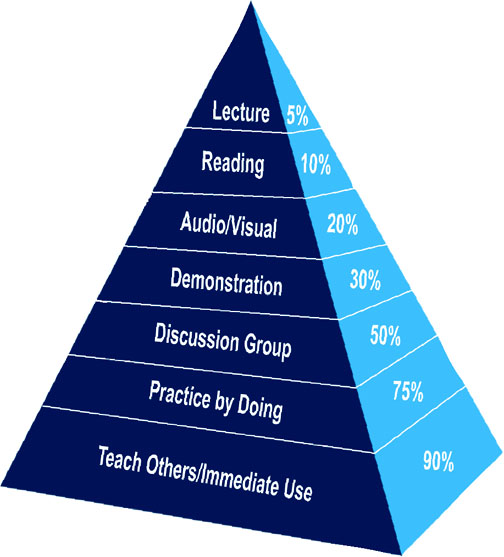 Lecture 5%
Reading 10%
Audio/Visual 20%
Demonstration 30%
Discussion Group 50%
Practice by Doing 75%
Teach Others/Immediate Use 90%